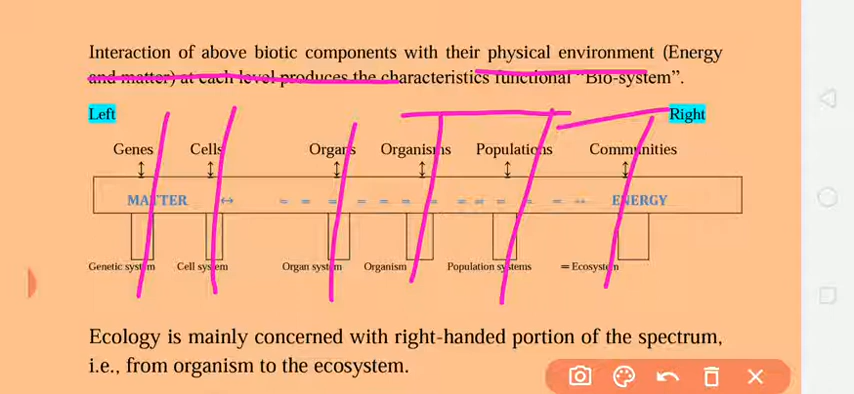 Interaction of above biotic components with their physical environment (Energy
and matter) at each level produces the characteristics functional "Bio-system".
Left Right
Genes Cells Organs Organisms Populations Communities
MATTER ENERGY
Genetic system Cell system Organ system Organism Population systems = Ecosystem
Ecology is mainly concerned with right-handed portion of the spectrum,
i.e., from organism to the ecosystem.